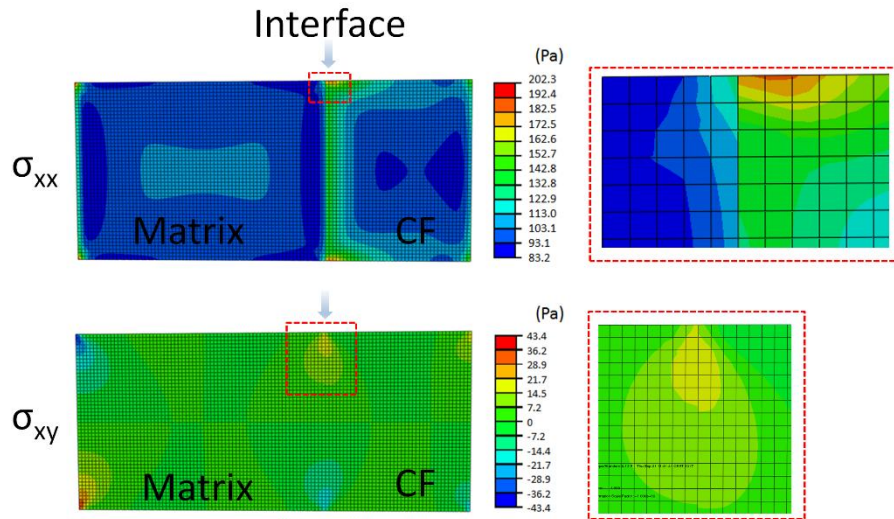 Interface
(Pa)
σxx
202.3
192.4
182.5
172.5
162.6
152.7
142.8
132.8
122.9
113.0
103.1
93.1
83.2
Matrix
CF
(Pa)
σxy
43.4
36.2
28.9
21.7
14.5
7.2
0
-7.2
-14.4
-21.7
-28.9
-36.2
-43.4
Matrix
CF